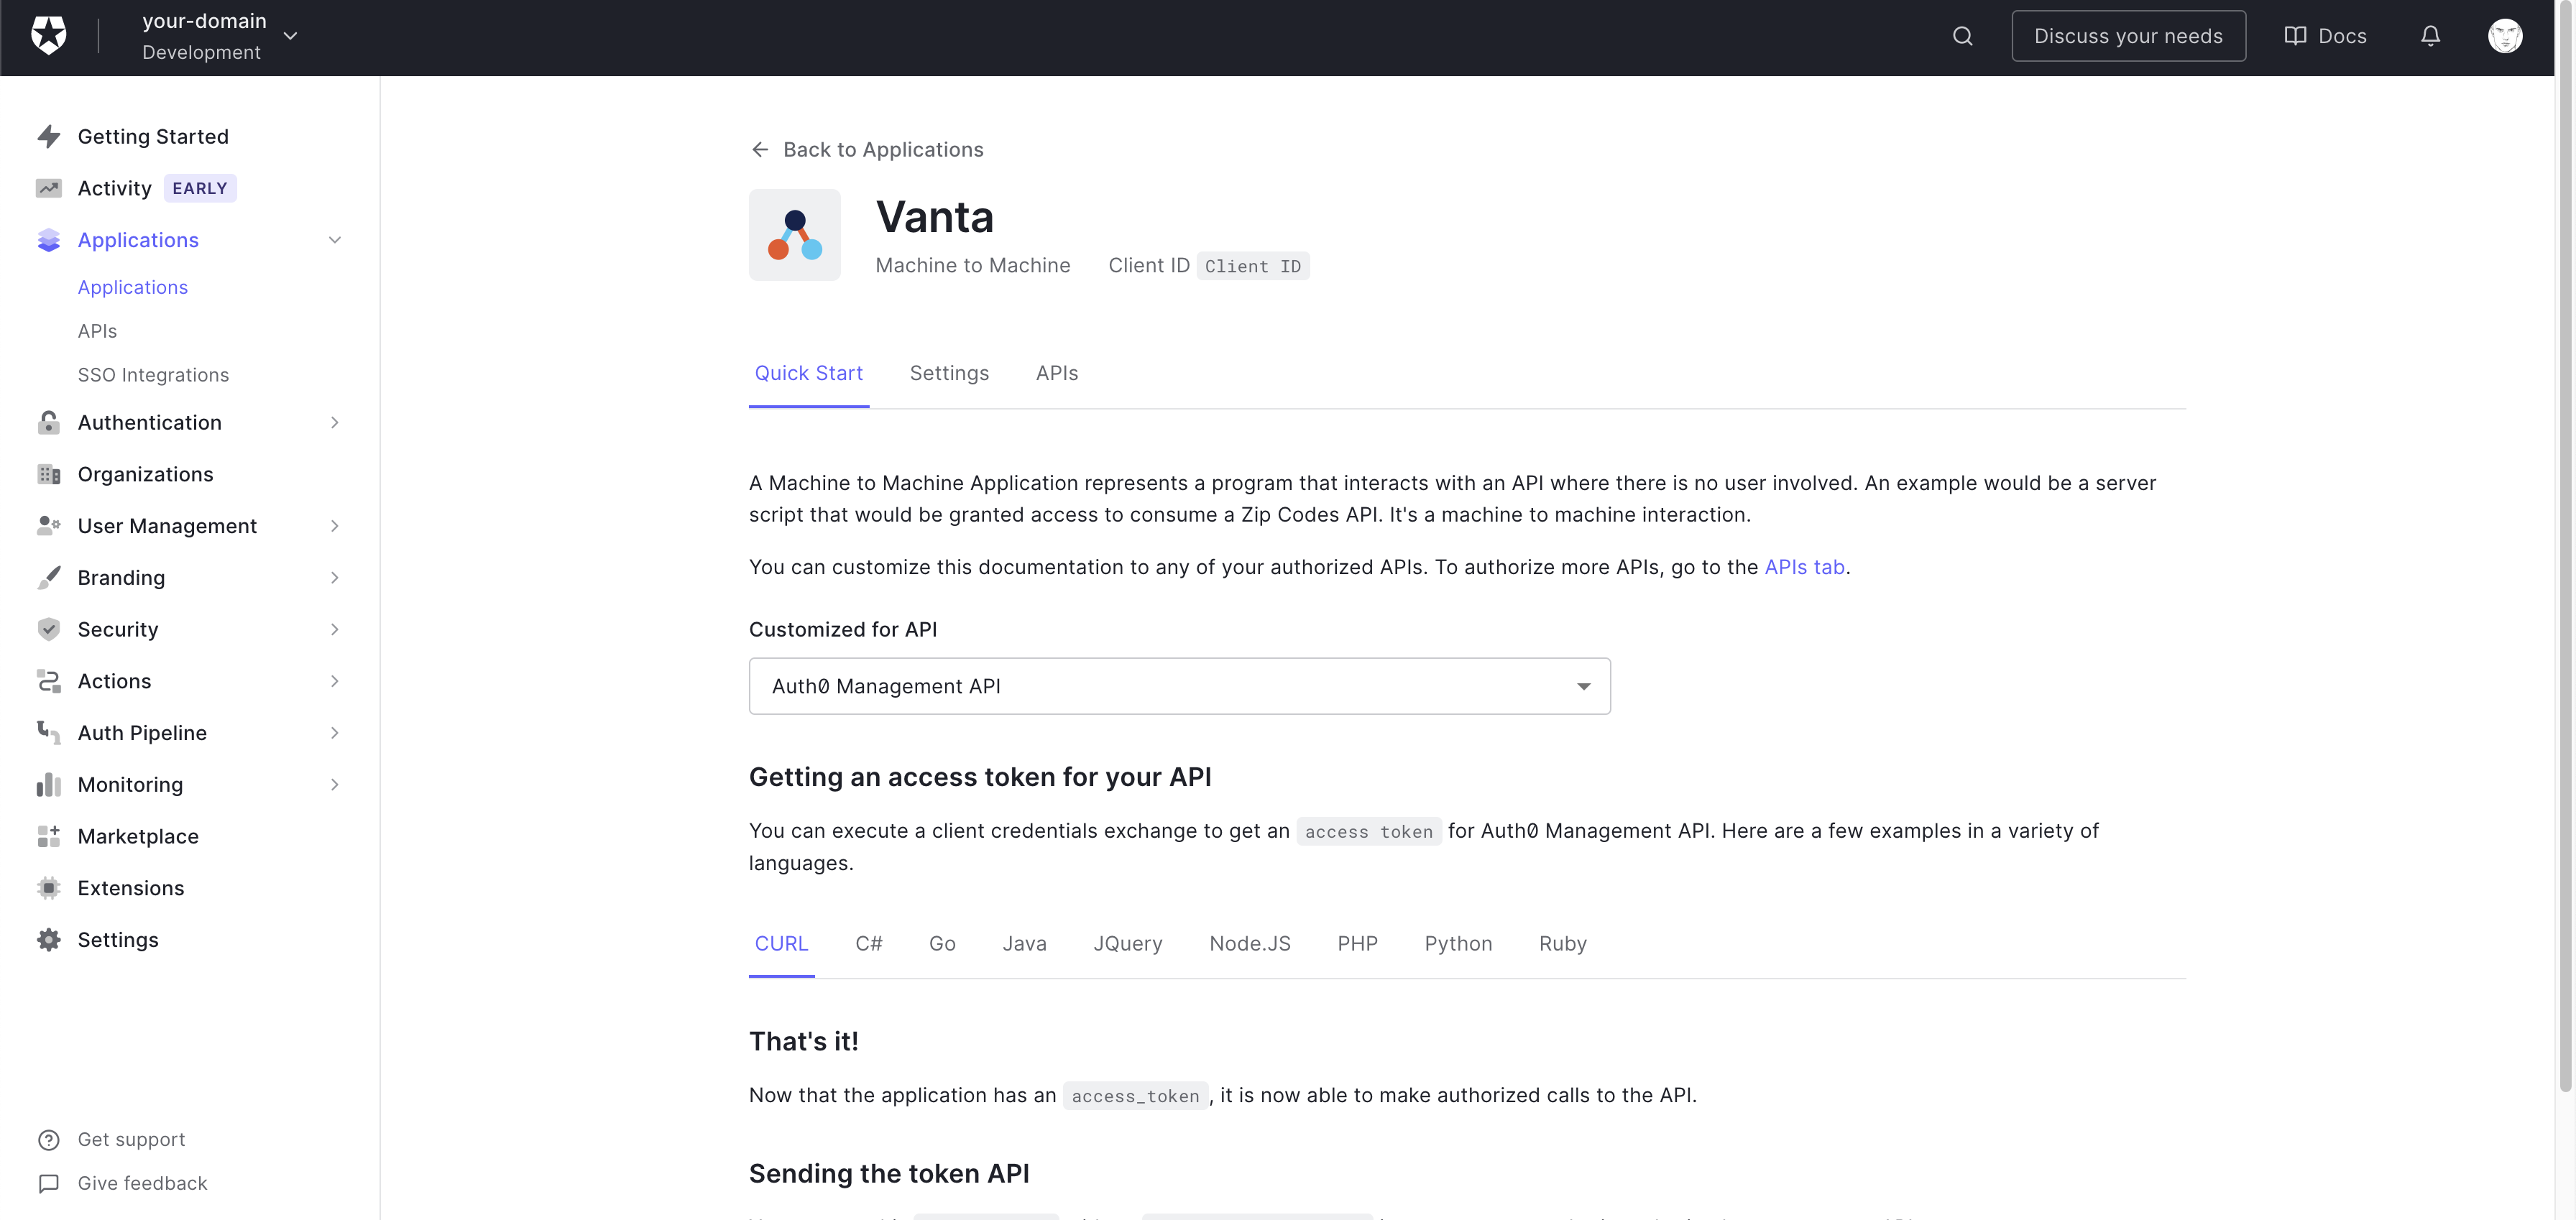 your-domain
Development
Discuss your needs
Docs
Getting Started
Activity EARLY
Applications
Applications
APIs
SSO Integrations
Authentication
Organizations
User Management
Branding
Security
Actions
Auth Pipeline
Monitoring
Marketplace
Extensions
Settings
Get support
Give feedback
Back to Applications
Vanta
Machine to Machine Client ID Client ID
Quick Start Settings APIs
A Machine to Machine Application represents a program that interacts with an API where there is no user involved. An example would be a server
script that would be granted access to consume a Zip Codes API. It's a machine to machine interaction.
You can customize this documentation to any of your authorized APIs. To authorize more APIs, go to the APIs tab.
Customized for API
Auth0 Management API
Getting an access token for your API
You can execute a client credentials exchange to get an access token for Auth0 Management API. Here are a few examples in a variety of
languages.
CURL C# Go Java JQuery Node.JS PHP Python Ruby
That's it!
Now that the application has an access_token, it is now able to make authorized calls to the API.
Sending the token API